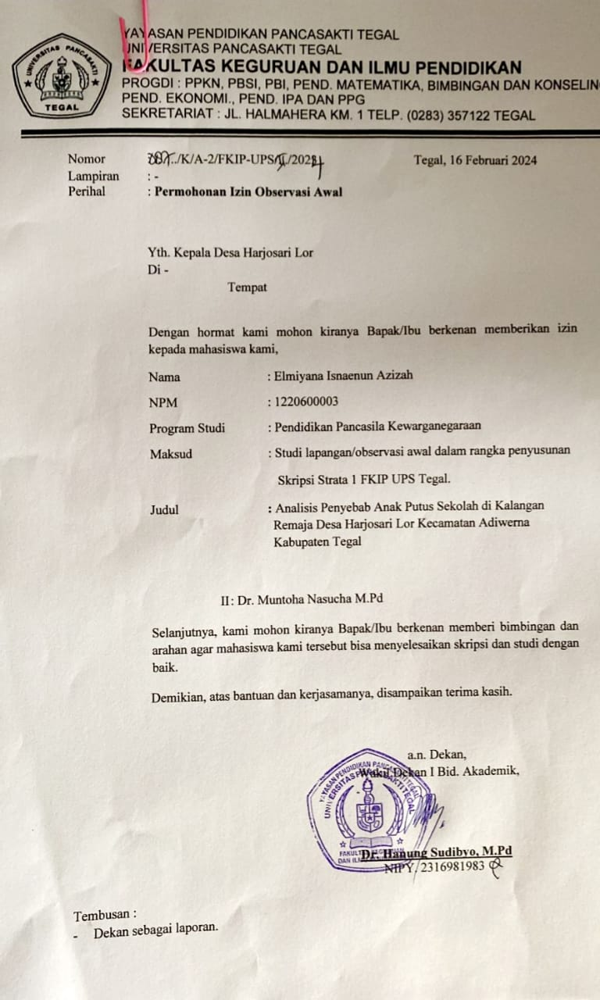 YAYASAN PENDIDIKAN PANCASAKTI TEGAL
UNIVERSITAS PANCASAKTI TEGAL
FAKULTAS KEGURUAN DAN ILMU PENDIDIKAN
PROGDI : PPKN, PBSI, PBI, PEND. MATEMATIKA, BIMBINGAN DAN KONSELIN
PEND. EKONOMI., PEND. IPA DAN PPG
SEKRETARIAT : JL. HALMAHERA KM. 1 TELP. (0283) 357122 TEGAL
UNIVERSITAS PANCASAKTI
TEGAL
Nomor /K/A-2/FKIP-UPS/II/2024 Tegal, 16 Februari 2024
Lampiran : -
Perihal : Permohonan Izin Observasi Awal
Yth. Kepala Desa Harjosari Lor
Di -
Tempat
Dengan hormat kami mohon kiranya Bapak/Ibu berkenan memberikan izin
kepada mahasiswa kami,
Nama : Elmiyana Isnaenun Azizah
NPM : 1220600003
Program Studi : Pendidikan Pancasila Kewarganegaraan
Maksud : Studi lapangan/observasi awal dalam rangka penyusunan
Skripsi Strata 1 FKIP UPS Tegal.
Judul : Analisis Penyebab Anak Putus Sekolah di Kalangan
Remaja Desa Harjosari Lor Kecamatan Adiwerna
Kabupaten Tegal
II : Dr. Muntoha Nasucha M.Pd
Selanjutnya, kami mohon kiranya Bapak/Ibu berkenan memberi bimbingan dan
arahan agar mahasiswa kami tersebut bisa menyelesaikan skripsi dan studi dengan
baik.
Demikian, atas bantuan dan kerjasamanya, disampaikan terima kasih.
a.n. Dekan,
Wakil Dekan I Bid. Akademik,
YAYASAN PENDIDIKAN PANCASAKTI TEGAL
UNIVERSITAS PANCASAKTI TEGAL
Dr. Hanung Sudibyo, M.Pd
NIPY. 2316981983
Tembusan :
- Dekan sebagai laporan.